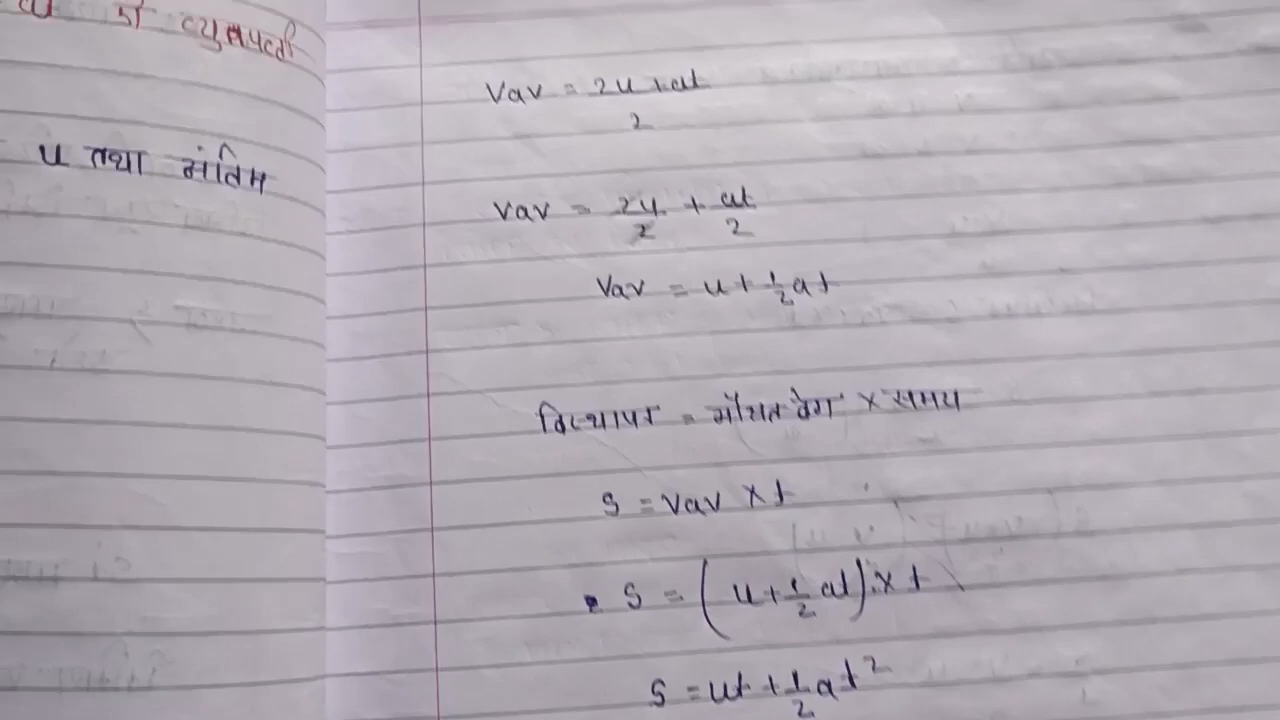 व्युत्पत्ती
u तथा अंतिम
Vav = 2u + at
2
Vav = 2u/2 + at/2
Vav = u + 1/2 at
विस्थापन = औसत वेग × समय
S = Vav × t
S = (u + 1/2 at) × t
S = ut + 1/2 at²